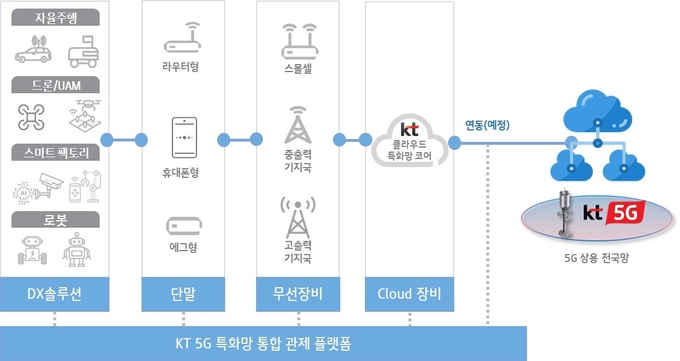 자율주행
드론/UAM
스마트 팩토리
AI
로봇
DX솔루션
라우터형
휴대폰형
에그형
단말
스몰셀
중출력
기지국
고출력
기지국
무선장비
kt
클라우드
특화망 코어
Cloud 장비
연동(예정)
kt 5G
5G 상용 전국망
KT 5G 특화망 통합 관제 플랫폼